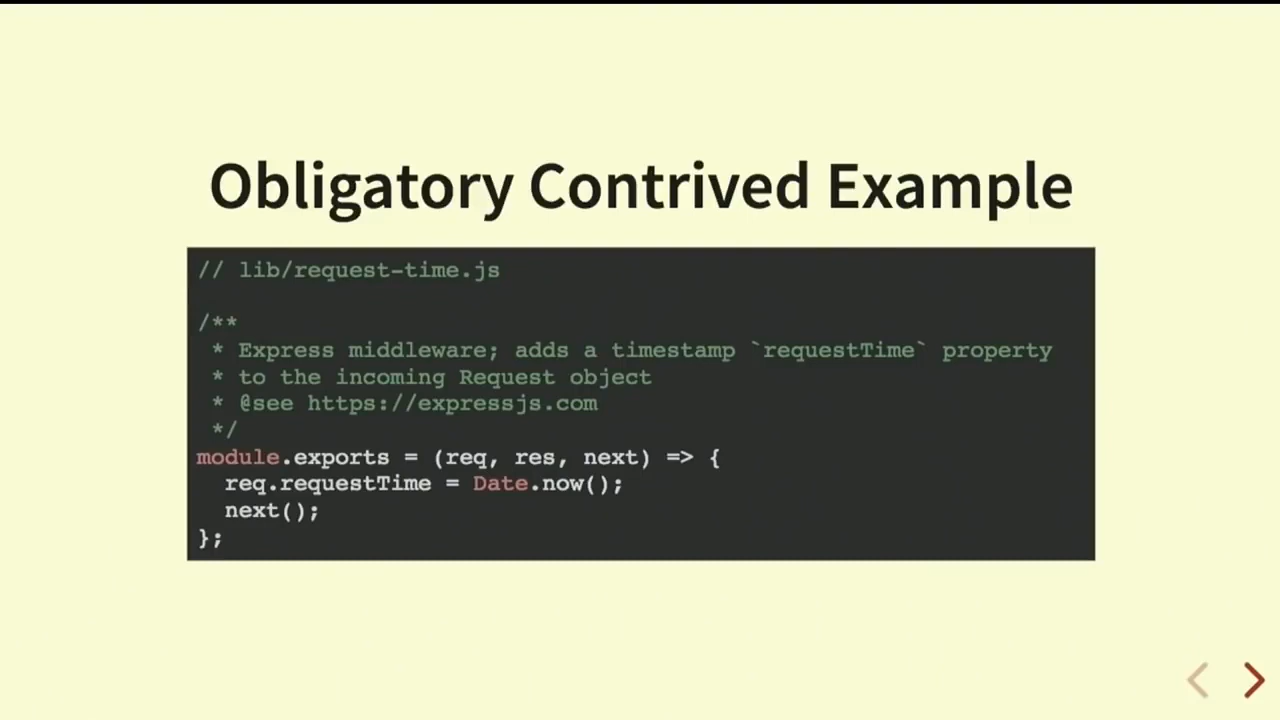 Obligatory Contrived Example
// lib/request-time.js
/**
 * Express middleware; adds a timestamp `requestTime` property
 * to the incoming Request object
 * @see https://expressjs.com
 */
module.exports = (req, res, next) => {
  req.requestTime = Date.now();
  next();
};